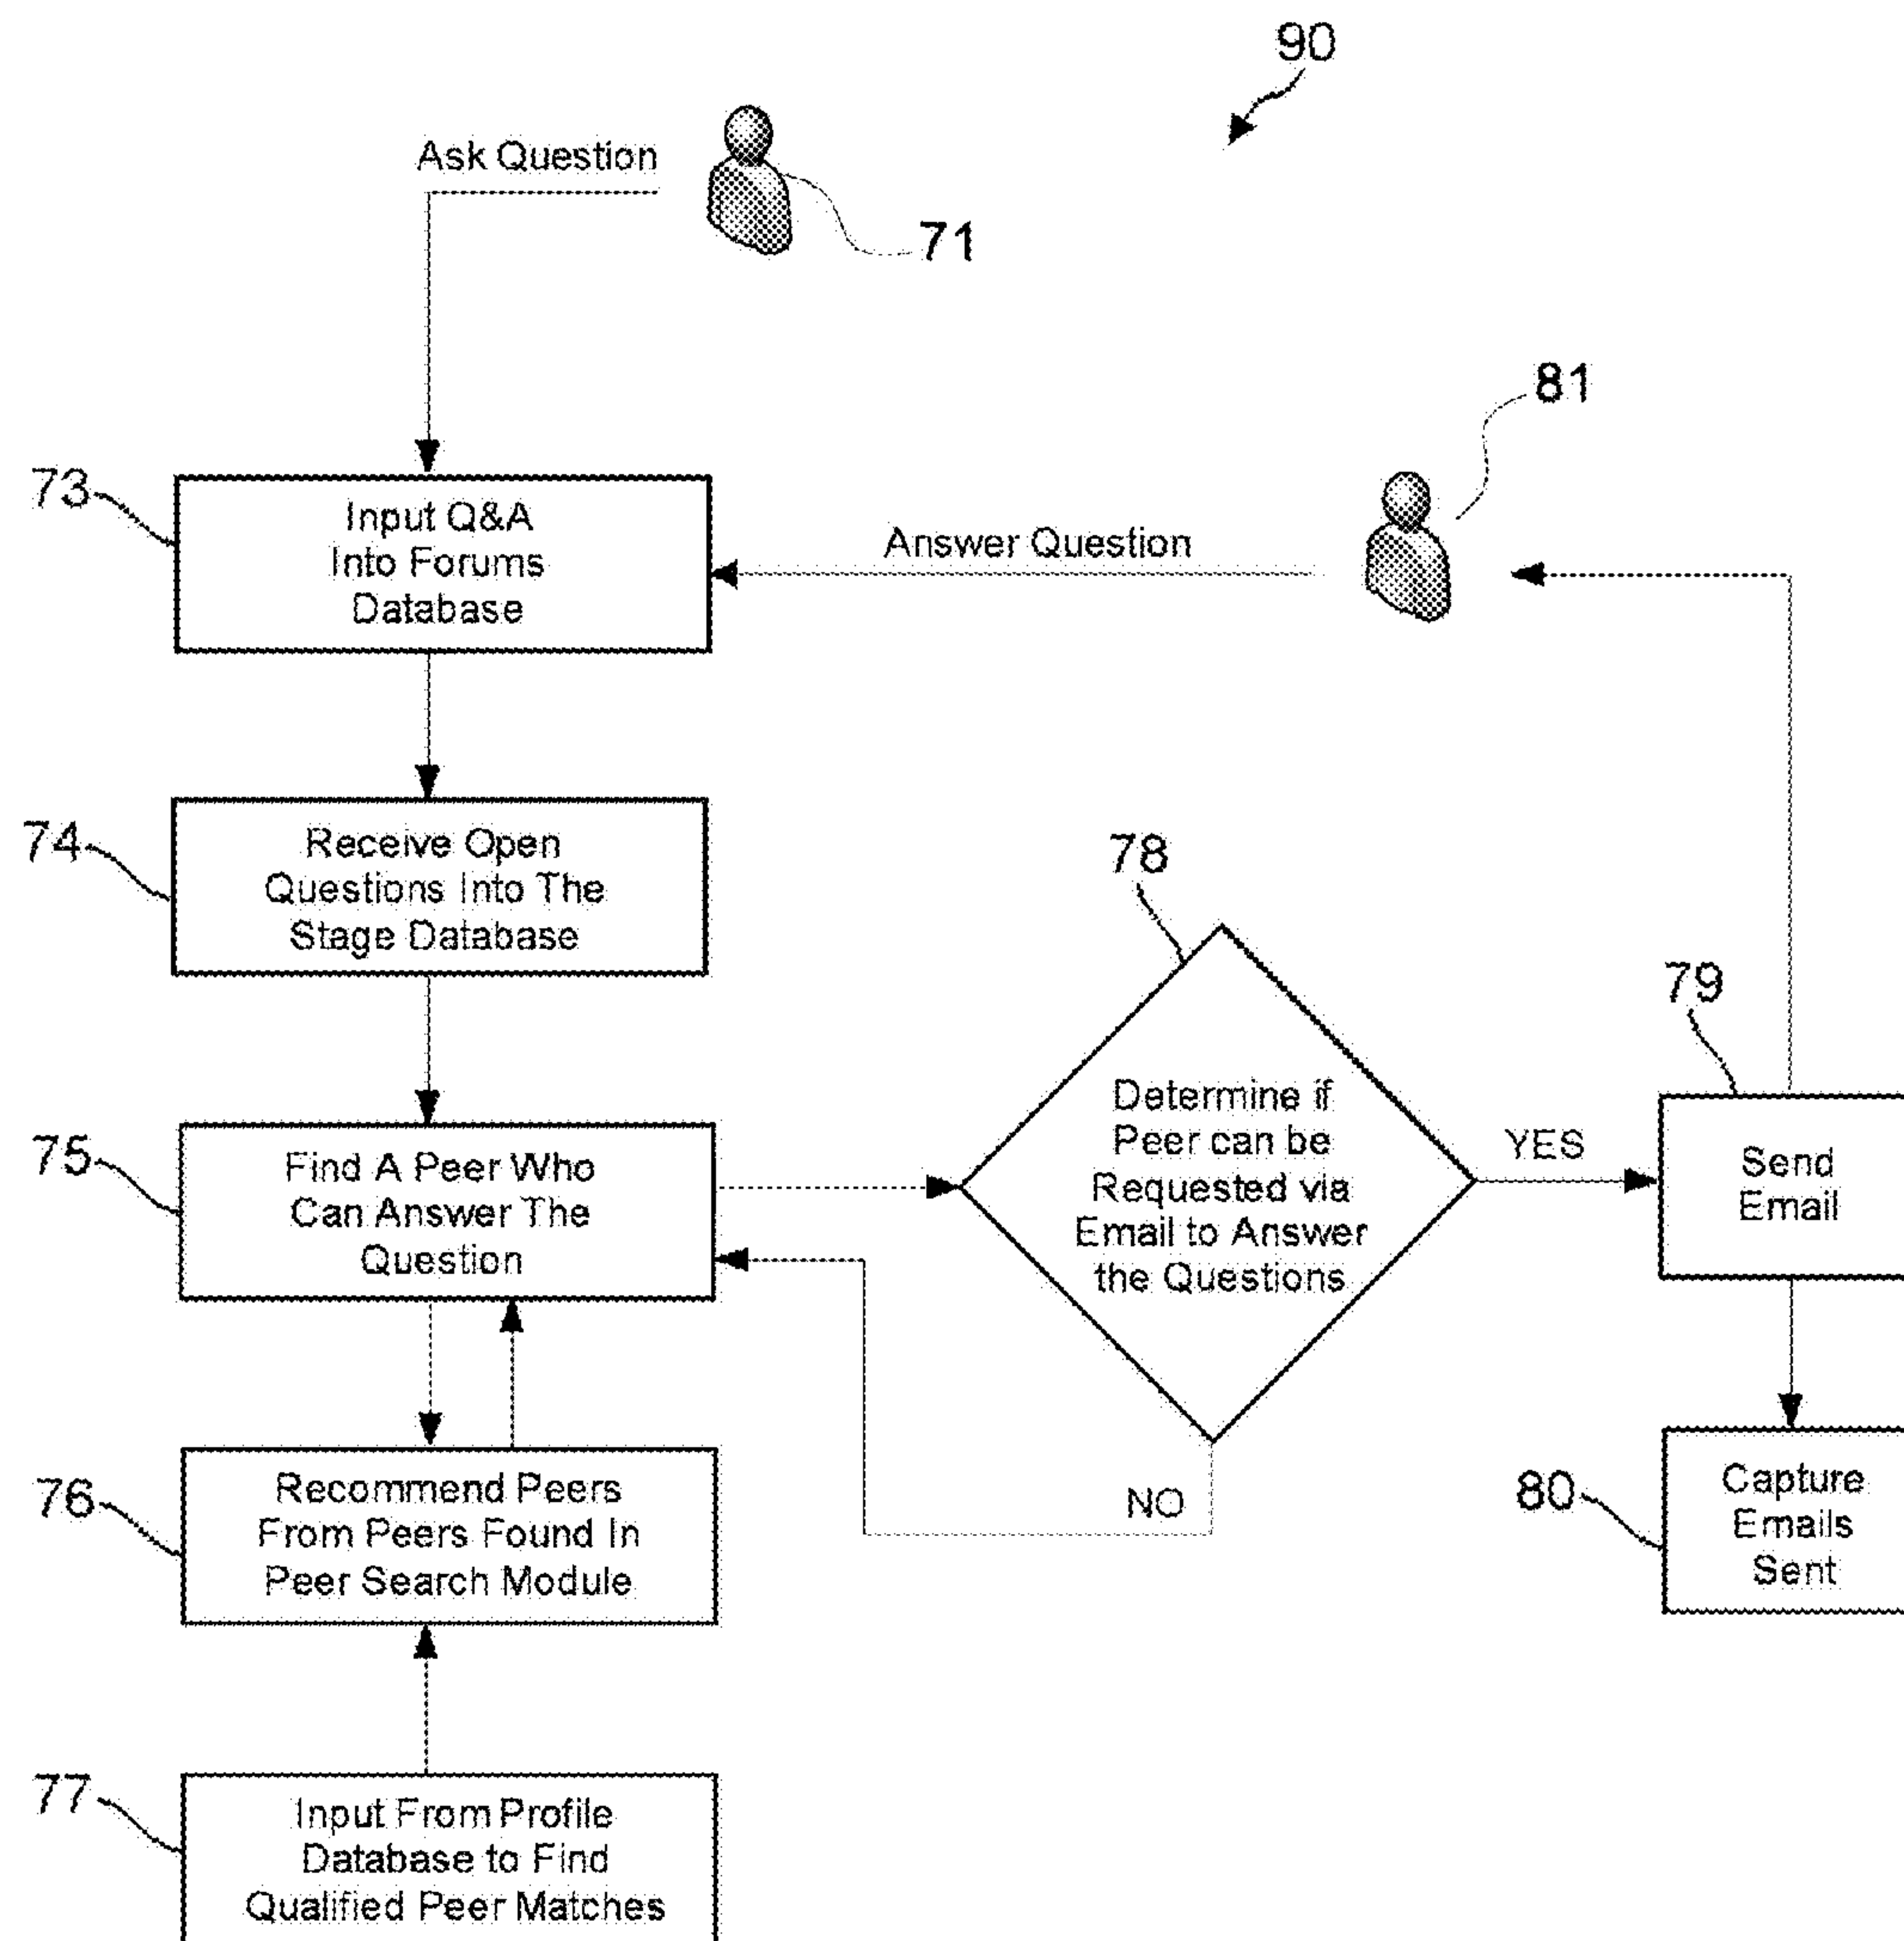 90
Ask Question
71
81
73
Input Q&A
Into Forums
Database
Answer Question
74
Receive Open
Questions Into The
Stage Database
78
79
75
Find A Peer Who
Can Answer The
Question
Determine if
Peer can be
Requested via
Email to Answer
the Questions
YES
Send
Email
76
Recommend Peers
From Peers Found In
Peer Search Module
NO
80
Capture
Emails
Sent
77
Input From Profile
Database to Find
Qualified Peer Matches